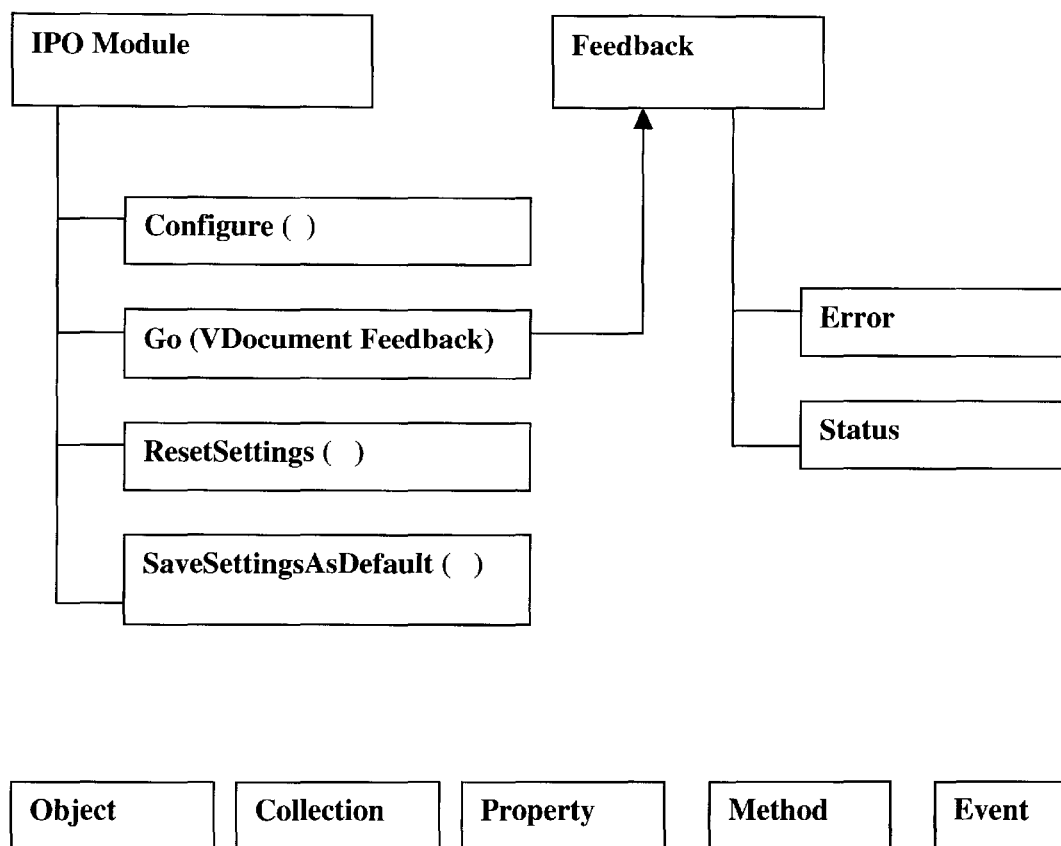 IPO Module
Feedback
Configure ( )
Go (VDocument Feedback)
Error
ResetSettings ( )
Status
SaveSettingsAsDefault ( )
Object
Collection
Property
Method
Event